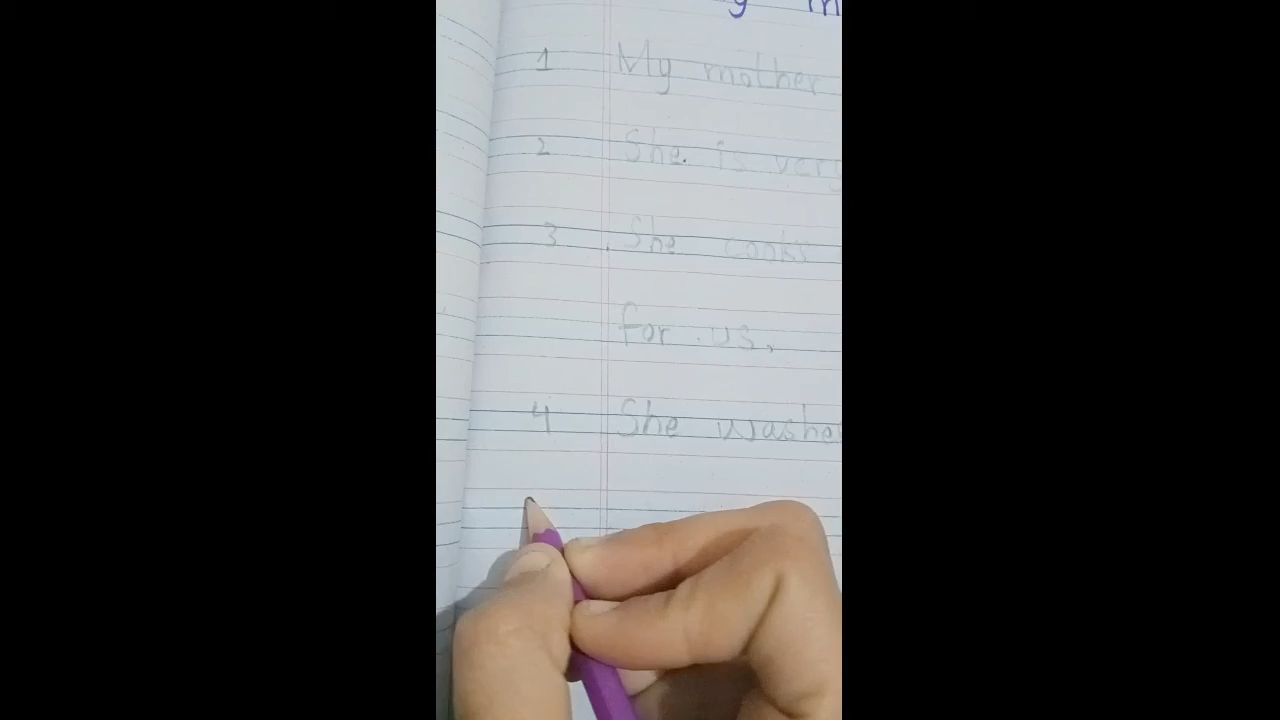 1 My mother
2 She is very
3 She cooks
for us.
4 She washes